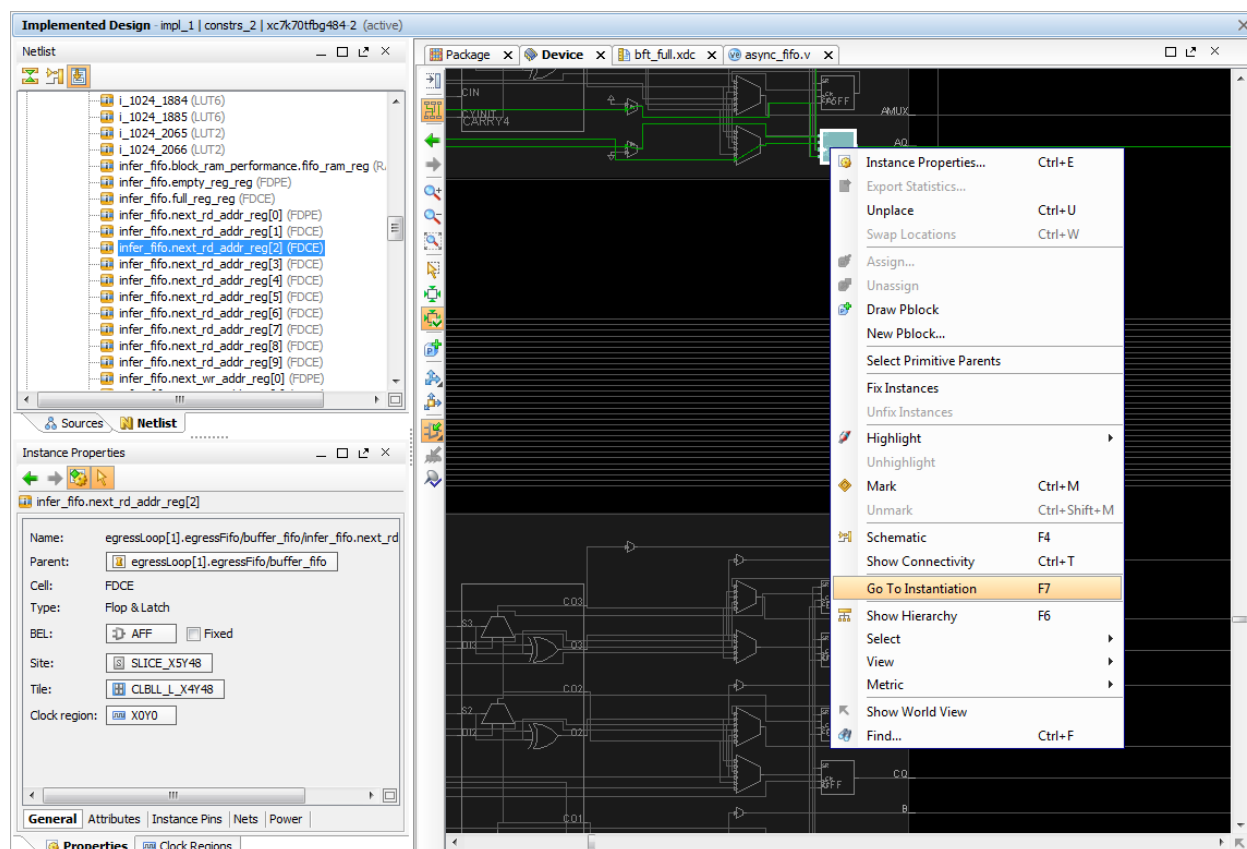 Implemented Design - impl_1 | constrs_2 | xc7k70tfbg484-2 (active)
Netlist
i_1024_1884 (LUT6)
i_1024_1885 (LUT6)
i_1024_2065 (LUT2)
i_1024_2066 (LUT2)
infer_fifo.block_ram_performance.fifo_ram_reg (R
infer_fifo.empty_reg_reg (FDPE)
infer_fifo.full_reg_reg (FDCE)
infer_fifo.next_rd_addr_reg[0] (FDPE)
infer_fifo.next_rd_addr_reg[1] (FDCE)
infer_fifo.next_rd_addr_reg[2] (FDCE)
infer_fifo.next_rd_addr_reg[3] (FDCE)
infer_fifo.next_rd_addr_reg[4] (FDCE)
infer_fifo.next_rd_addr_reg[5] (FDCE)
infer_fifo.next_rd_addr_reg[6] (FDCE)
infer_fifo.next_rd_addr_reg[7] (FDCE)
infer_fifo.next_rd_addr_reg[8] (FDCE)
infer_fifo.next_rd_addr_reg[9] (FDCE)
infer_fifo.next_wr_addr_reg[0] (FDPE)
Sources Netlist
Instance Properties
infer_fifo.next_rd_addr_reg[2]
Name: egressLoop[1].egressFifo/buffer_fifo/infer_fifo.next_rd
Parent: egressLoop[1].egressFifo/buffer_fifo
Cell: FDCE
Type: Flop & Latch
BEL: AFF Fixed
Site: SLICE_X5Y48
Tile: CLBLL_L_X4Y48
Clock region: X0Y0
General Attributes Instance Pins Nets Power
Properties Clock Regions
Package Device bft_full.xdc async_fifo.v
CIN
CYINIT
CARRY4
AMUX
AQ
Instance Properties... Ctrl+E
Export Statistics...
Unplace Ctrl+U
Swap Locations Ctrl+W
Assign...
Unassign
Draw Pblock
New Pblock...
Select Primitive Parents
Fix Instances
Unfix Instances
Highlight
Unhighlight
Mark Ctrl+M
Unmark Ctrl+Shift+M
Schematic F4
Show Connectivity Ctrl+T
Go To Instantiation F7
Show Hierarchy F6
Select
View
Metric
Show World View
Find... Ctrl+F
CO3
S3
DI3
O3
CO2
S2
DI2
O2
CQ
B
CO1